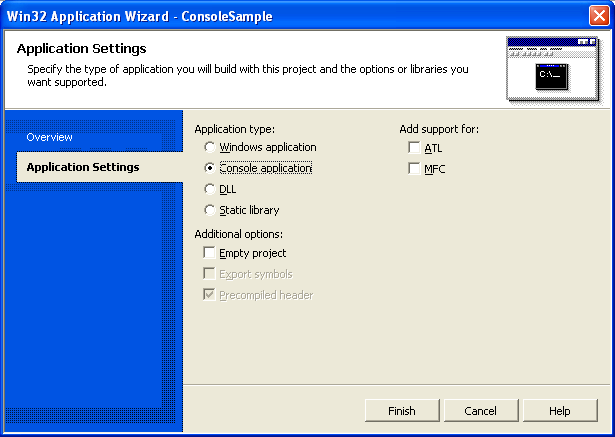 Win32 Application Wizard - ConsoleSample
Application Settings
Specify the type of application you will build with this project and the options or libraries you
want supported.
C:\_
Overview
Application Settings
Application type:
Windows application
Console application
DLL
Static library
Additional options:
Empty project
Export symbols
Precompiled header
Add support for:
ATL
MFC
Finish
Cancel
Help